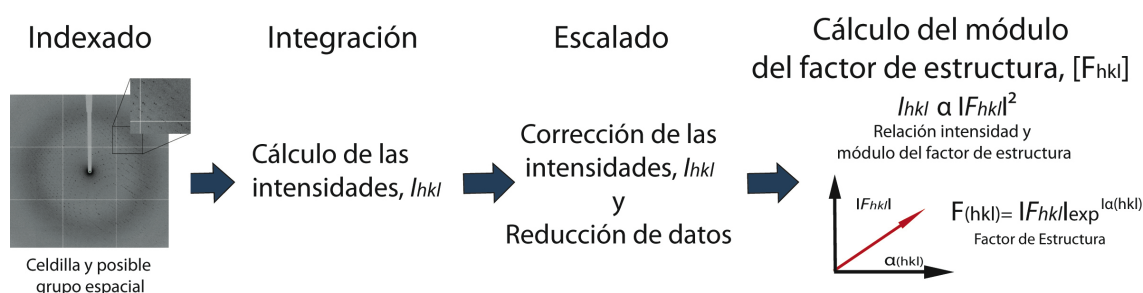 Indexado
Celdilla y posible
grupo espacial
Integración
Cálculo de las
intensidades, Ihkl
Escalado
Corrección de las
intensidades, Ihkl
y
Reducción de datos
Cálculo del módulo
del factor de estructura, [Fhkl]
Ihkl α |Fhkl|²
Relación intensidad y
módulo del factor de estructura
|Fhkl|
α(hkl)
F(hkl)= |Fhkl|exp^Iα(hkl)
Factor de Estructura